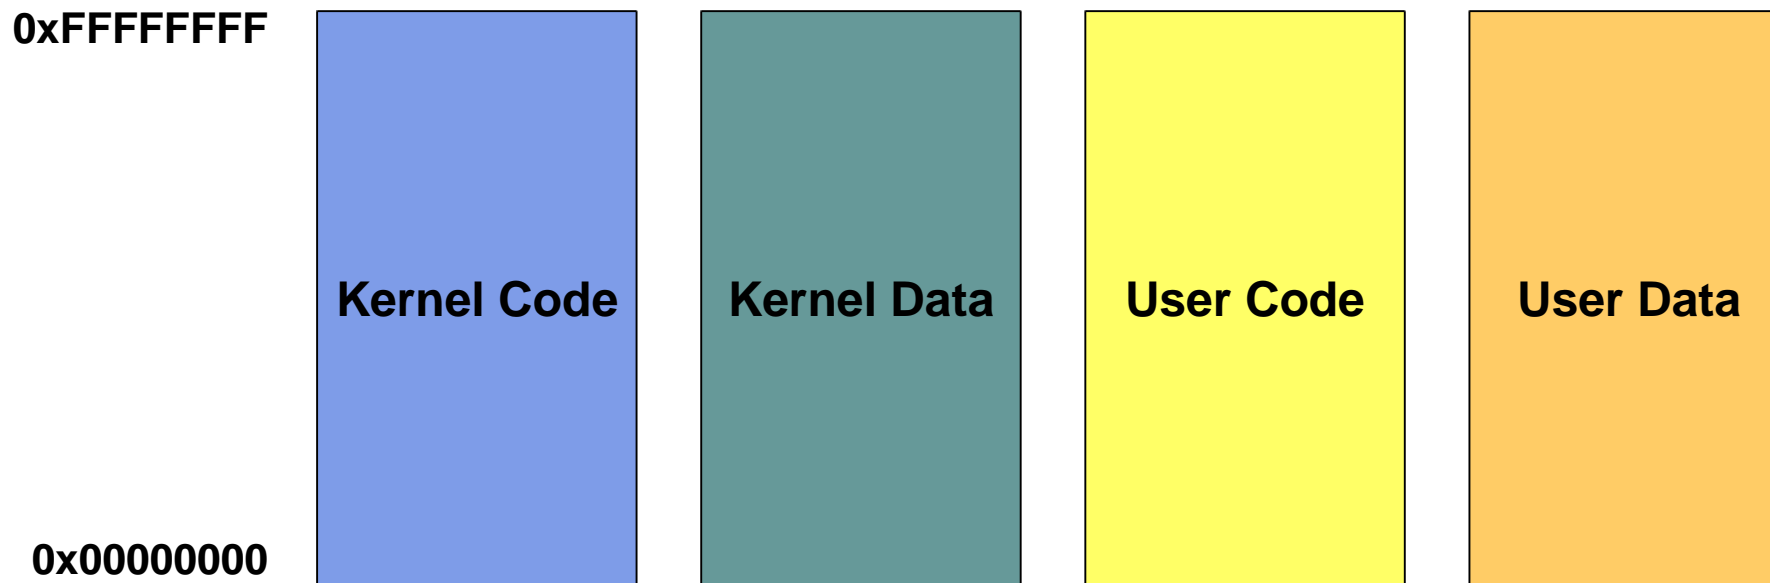 0xFFFFFFFF
Kernel Code
Kernel Data
User Code
User Data
0x00000000